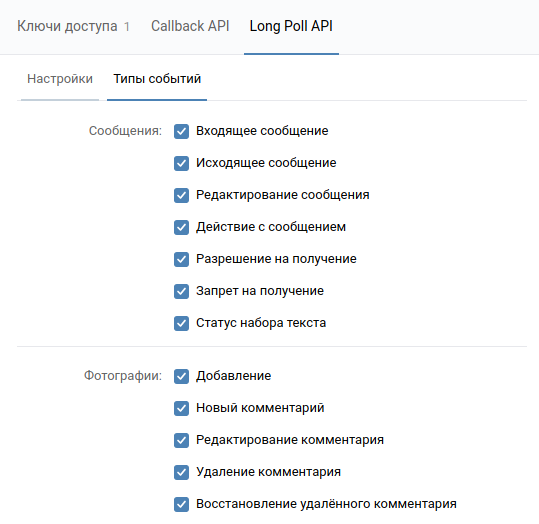 Ключи доступа 1 Callback API Long Poll API
Настройки Типы событий
Сообщения: Входящее сообщение
Исходящее сообщение
Редактирование сообщения
Действие с сообщением
Разрешение на получение
Запрет на получение
Статус набора текста
Фотографии: Добавление
Новый комментарий
Редактирование комментария
Удаление комментария
Восстановление удалённого комментария